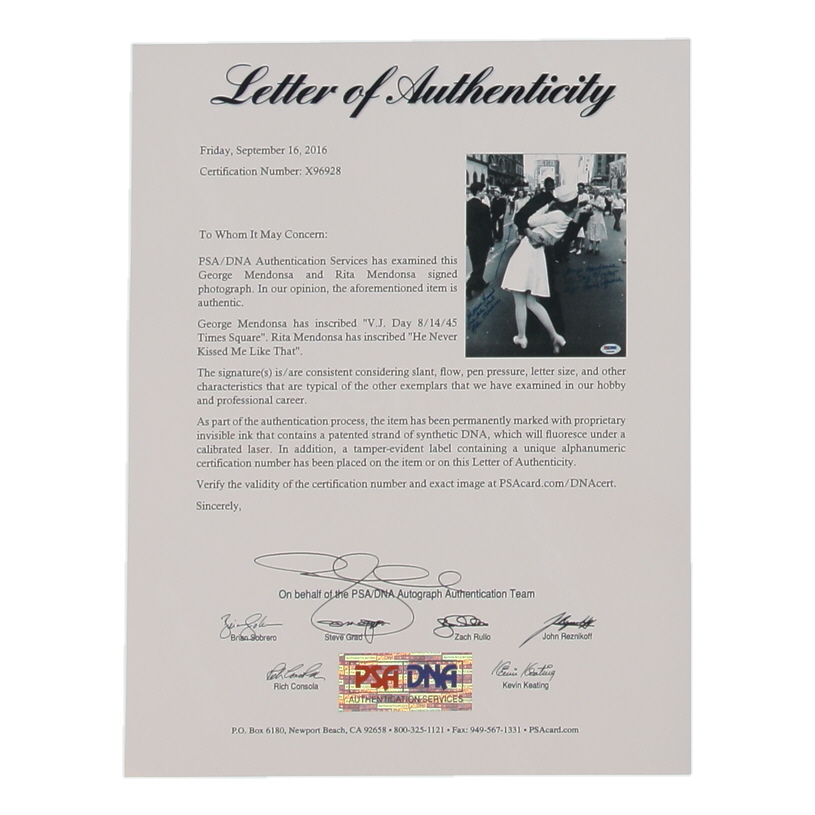 Letter of Authenticity
Friday, September 16, 2016
Certification Number: X96928
To Whom It May Concern:
PSA/DNA Authentication Services has examined this
George Mendonsa and Rita Mendonsa signed
photograph. In our opinion, the aforementioned item is
authentic.
George Mendonsa has inscribed "V.J. Day 8/14/45
Times Square". Rita Mendonsa has inscribed "He Never
Kissed Me Like That".
The signature(s) is/are consistent considering slant, flow, pen pressure, letter size, and other
characteristics that are typical of the other exemplars that we have examined in our hobby
and professional career.
As part of the authentication process, the item has been permanently marked with proprietary
invisible ink that contains a patented strand of synthetic DNA, which will fluoresce under a
calibrated laser. In addition, a tamper-evident label containing a unique alphanumeric
certification number has been placed on the item or on this Letter of Authenticity.
Verify the validity of the certification number and exact image at PSAcard.com/DNAcert.
Sincerely,
On behalf of the PSA/DNA Autograph Authentication Team
Brian Sobrero
Steve Grad
Zach Rullo
John Reznikoff
Rich Consola
PSA DNA
AUTHENTICATION SERVICES
Kevin Keating
P.O. Box 6180, Newport Beach, CA 92658 • 800-325-1121 • Fax: 949-567-1331 • PSAcard.com